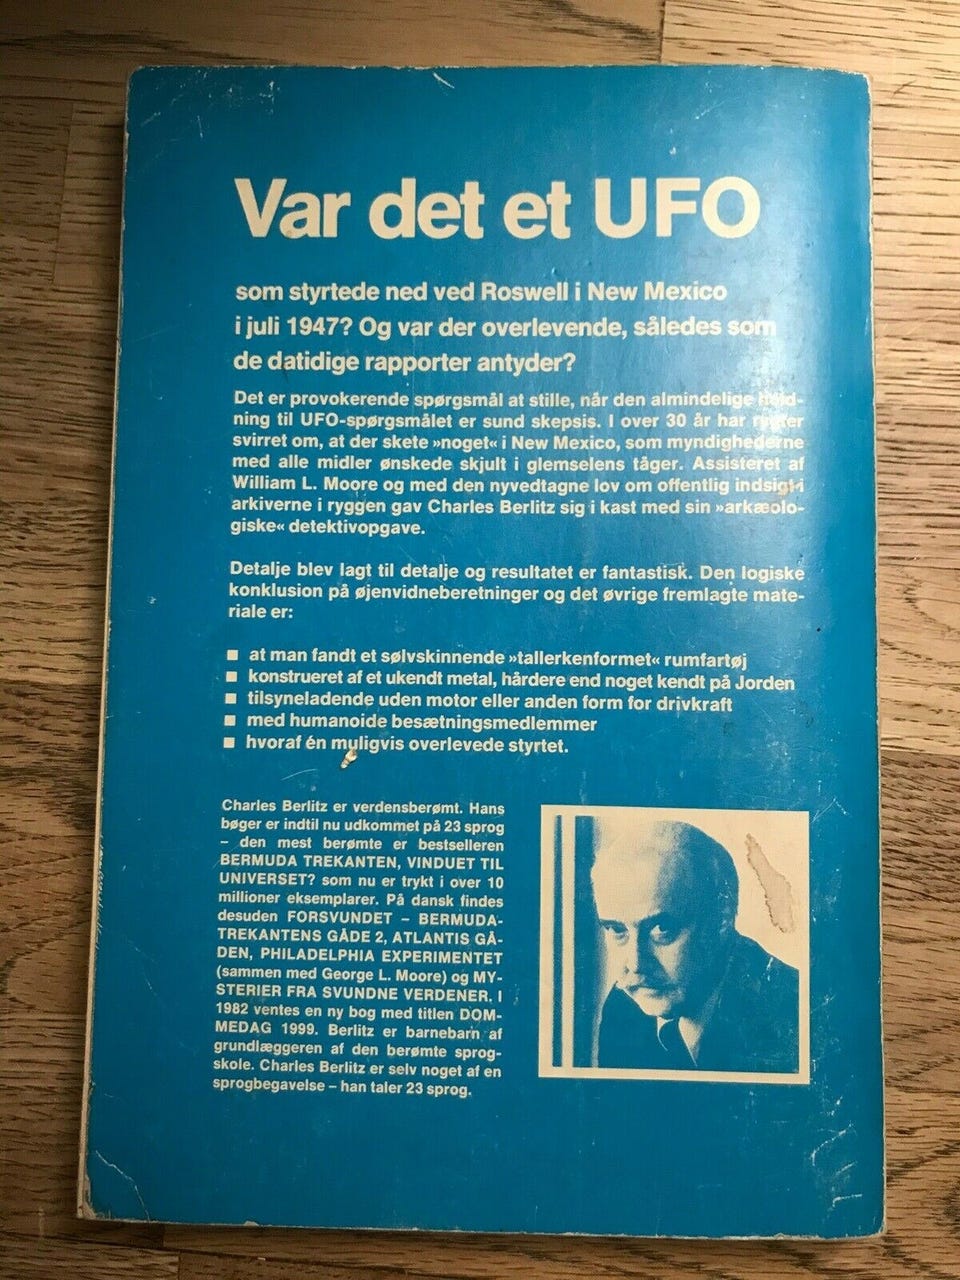 Var det et UFO
som styrtede ned ved Roswell i New Mexico
i juli 1947? Og var der overlevende, således som
de datidige rapporter antyder?
Det er provokerende spørgsmål at stille, når den almindelige hold-
ning til UFO-spørgsmålet er sund skepsis. I over 30 år har rygter
svirret om, at der skete »noget« i New Mexico, som myndighederne
med alle midler ønskede skjult i glemselens tåger. Assisteret af
William L. Moore og med den nyvedtagne lov om offentlig indsigt i
arkiverne i ryggen gav Charles Berlitz sig i kast med sin »arkæolo-
giske« detektivopgave.
Detalje blev lagt til detalje og resultatet er fantastisk. Den logiske
konklusion på øjenvidneberetninger og det øvrige fremlagte mate-
riale er:
■ at man fandt et sølvskinnende »tallerkenformet« rumfartøj
■ konstrueret af et ukendt metal, hårdere end noget kendt på Jorden
■ tilsyneladende uden motor eller anden form for drivkraft
■ med humanoide besætningsmedlemmer
■ hvoraf én muligvis overlevede styrtet.
Charles Berlitz er verdensberømt. Hans
bøger er indtil nu udkommet på 23 sprog
– den mest berømte er bestselleren
BERMUDA TREKANTEN, VINDUET TIL
UNIVERSET? som nu er trykt i over 10
millioner eksemplarer. På dansk findes
desuden FORSVUNDET – BERMUDA-
TREKANTENS GÅDE 2, ATLANTIS GÅ-
DEN, PHILADELPHIA EXPERIMENTET
(sammen med George L. Moore) og MY-
STERIER FRA SVUNDNE VERDENER. I
1982 ventes en ny bog med titlen DOM-
MEDAG 1999. Berlitz er barnebarn af
grundlæggeren af den berømte sprog-
skole. Charles Berlitz er selv noget af en
sprogbegavelse – han taler 23 sprog.